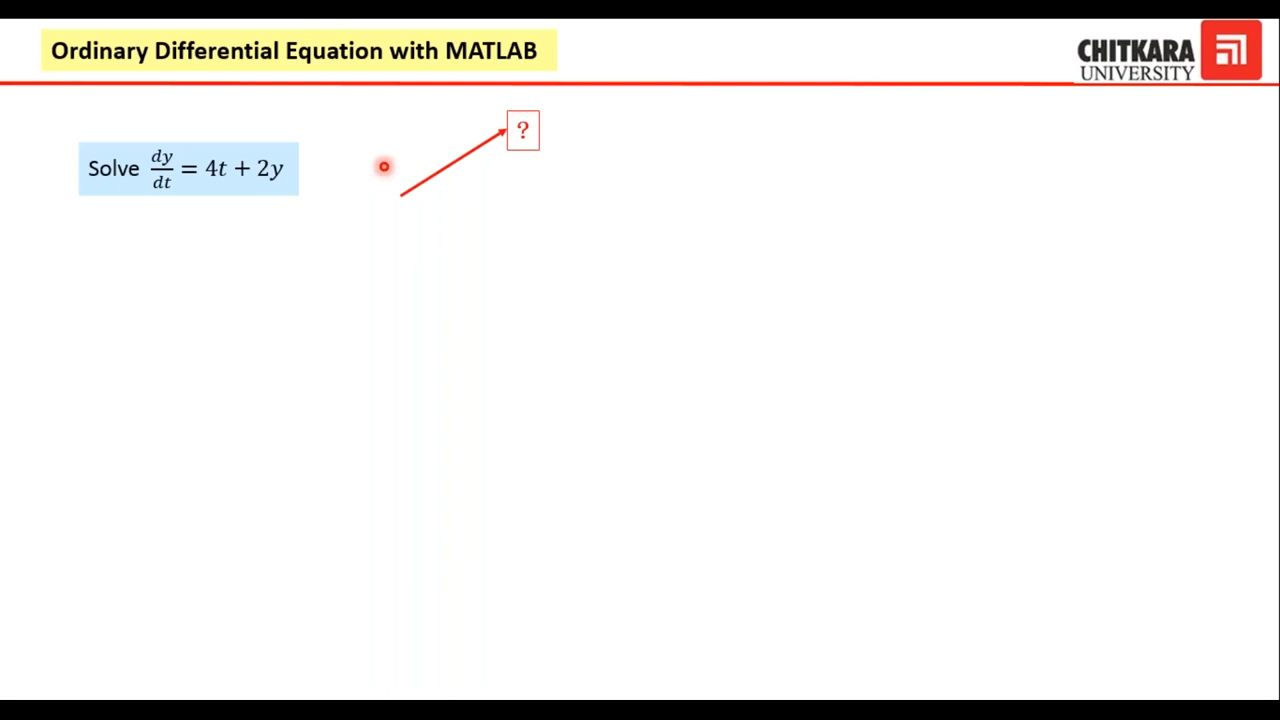 Ordinary Differential Equation with MATLAB
CHITKARA
UNIVERSITY
?
Solve dy/dt = 4t + 2y